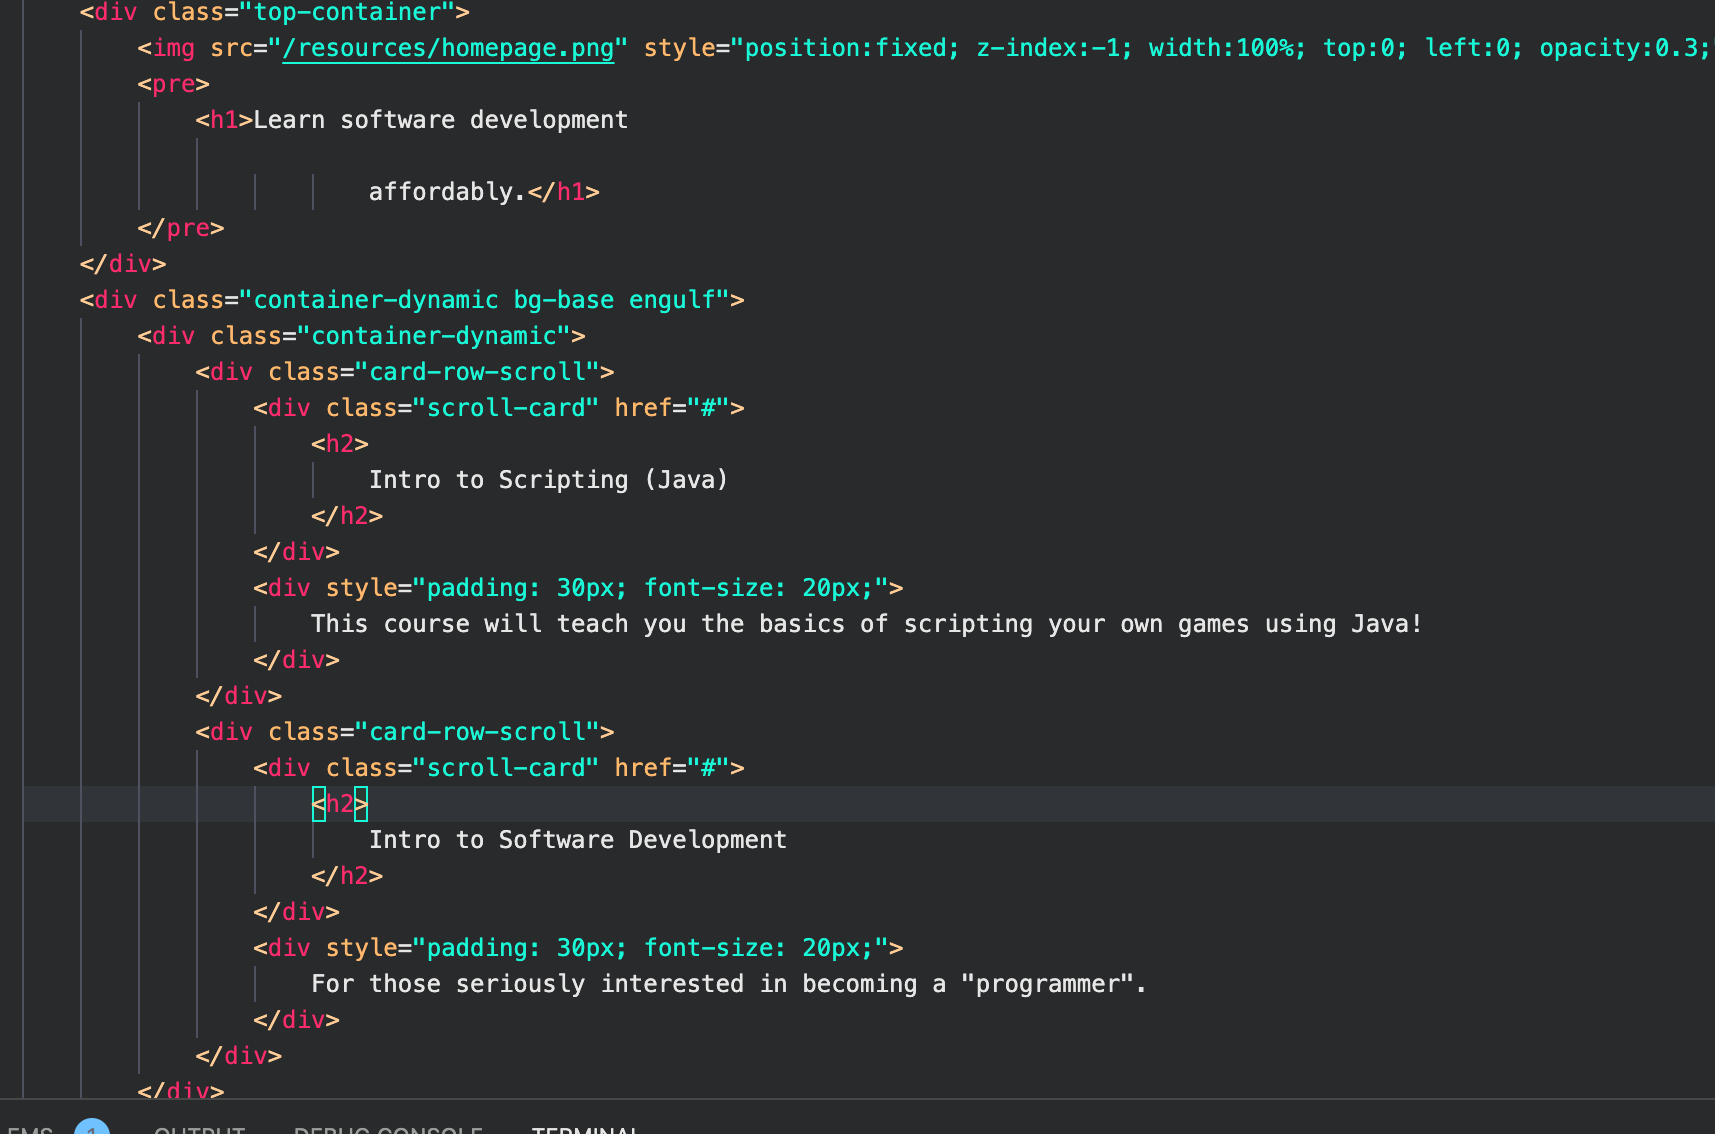 <div class="top-container">
<img src="/resources/homepage.png" style="position:fixed; z-index:-1; width:100%; top:0; left:0; opacity:0.3;
<pre>
<h1>Learn software development
affordably.</h1>
</pre>
</div>
<div class="container-dynamic bg-base engulf">
<div class="container-dynamic">
<div class="card-row-scroll">
<div class="scroll-card" href="#">
<h2>
Intro to Scripting (Java)
</h2>
</div>
<div style="padding: 30px; font-size: 20px;">
This course will teach you the basics of scripting your own games using Java!
</div>
</div>
<div class="card-row-scroll">
<div class="scroll-card" href="#">
<h2>
Intro to Software Development
</h2>
</div>
<div style="padding: 30px; font-size: 20px;">
For those seriously interested in becoming a "programmer".
</div>
</div>
</div>
EMS 1 OUTPUT DEBUG CONSOLE TERMINAL